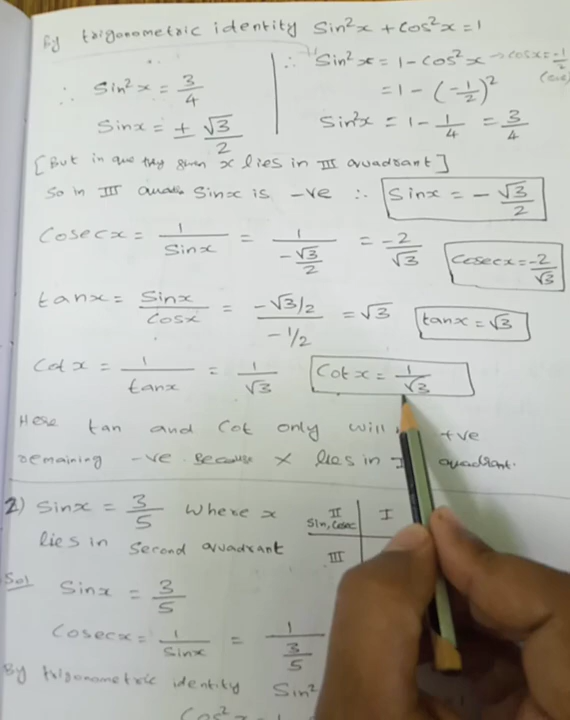 By trigonometric identity Sin²x + Cos²x = 1
∴ Sin²x = 3/4
Sinx = ± √3/2
∴ Sin²x = 1 - Cos²x → cosx = -1/2
= 1 - (-1/2)²
Sin²x = 1 - 1/4 = 3/4
[But in que they given x lies in III quadrant]
So in III quad Sinx is -ve ∴ Sinx = - √3/2
Cosecx = 1/Sinx = 1/(-√3/2) = -2/√3
Cosecx = -2/√3
tanx = Sinx/Cosx = (-√3/2)/(-1/2) = √3
tanx = √3
Cotx = 1/tanx = 1/√3
Cotx = 1/√3
Here tan and Cot only will +ve
remaining -ve. Because x lies in quadrant.
2) Sinx = 3/5 where x
lies in second quadrant
II I
Sin, Cosec
III
Sol Sinx = 3/5
Cosecx = 1/Sinx = 1/(3/5)
By trigonometric identity Sin²
Cos²